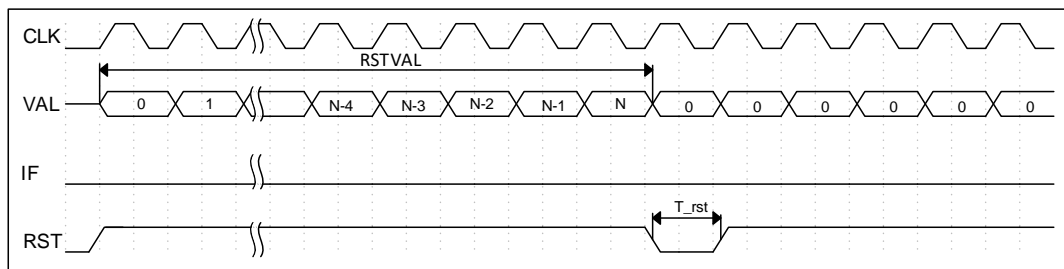 CLK
RSTVAL
VAL 0 1 N-4 N-3 N-2 N-1 N 0 0 0 0 0 0
IF
T_rst
RST